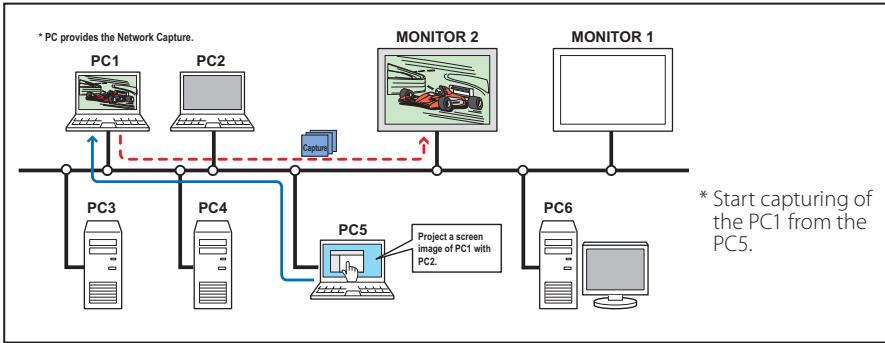 * PC provides the Network Capture.
PC1
PC2
MONITOR 2
MONITOR 1
Capture
PC3
PC4
PC5
Project a screen
image of PC1 with
PC2.
PC6
* Start capturing of
the PC1 from the
PC5.